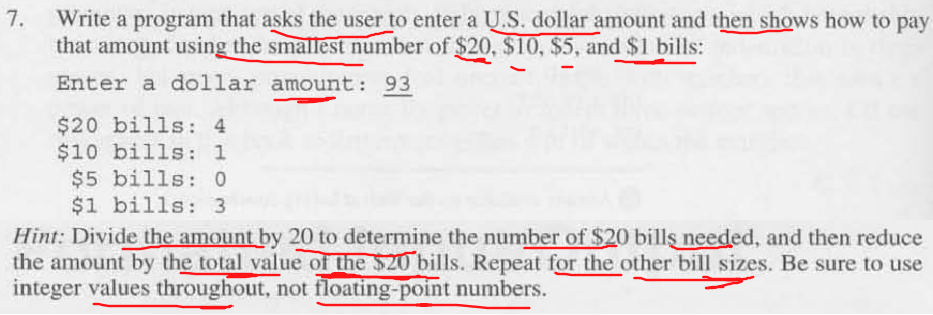 7. Write a program that asks the user to enter a U.S. dollar amount and then shows how to pay
that amount using the smallest number of $20, $10, $5, and $1 bills:
Enter a dollar amount: 93
$20 bills: 4
$10 bills: 1
$5 bills: 0
$1 bills: 3
Hint: Divide the amount by 20 to determine the number of $20 bills needed, and then reduce
the amount by the total value of the $20 bills. Repeat for the other bill sizes. Be sure to use
integer values throughout, not floating-point numbers.